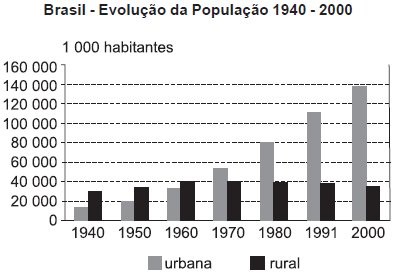 Brasil - Evolução da População 1940 - 2000
1 000 habitantes
160 000
140 000
120 000
100 000
80 000
60 000
40 000
20 000
0
1940 1950 1960 1970 1980 1991 2000
urbana rural